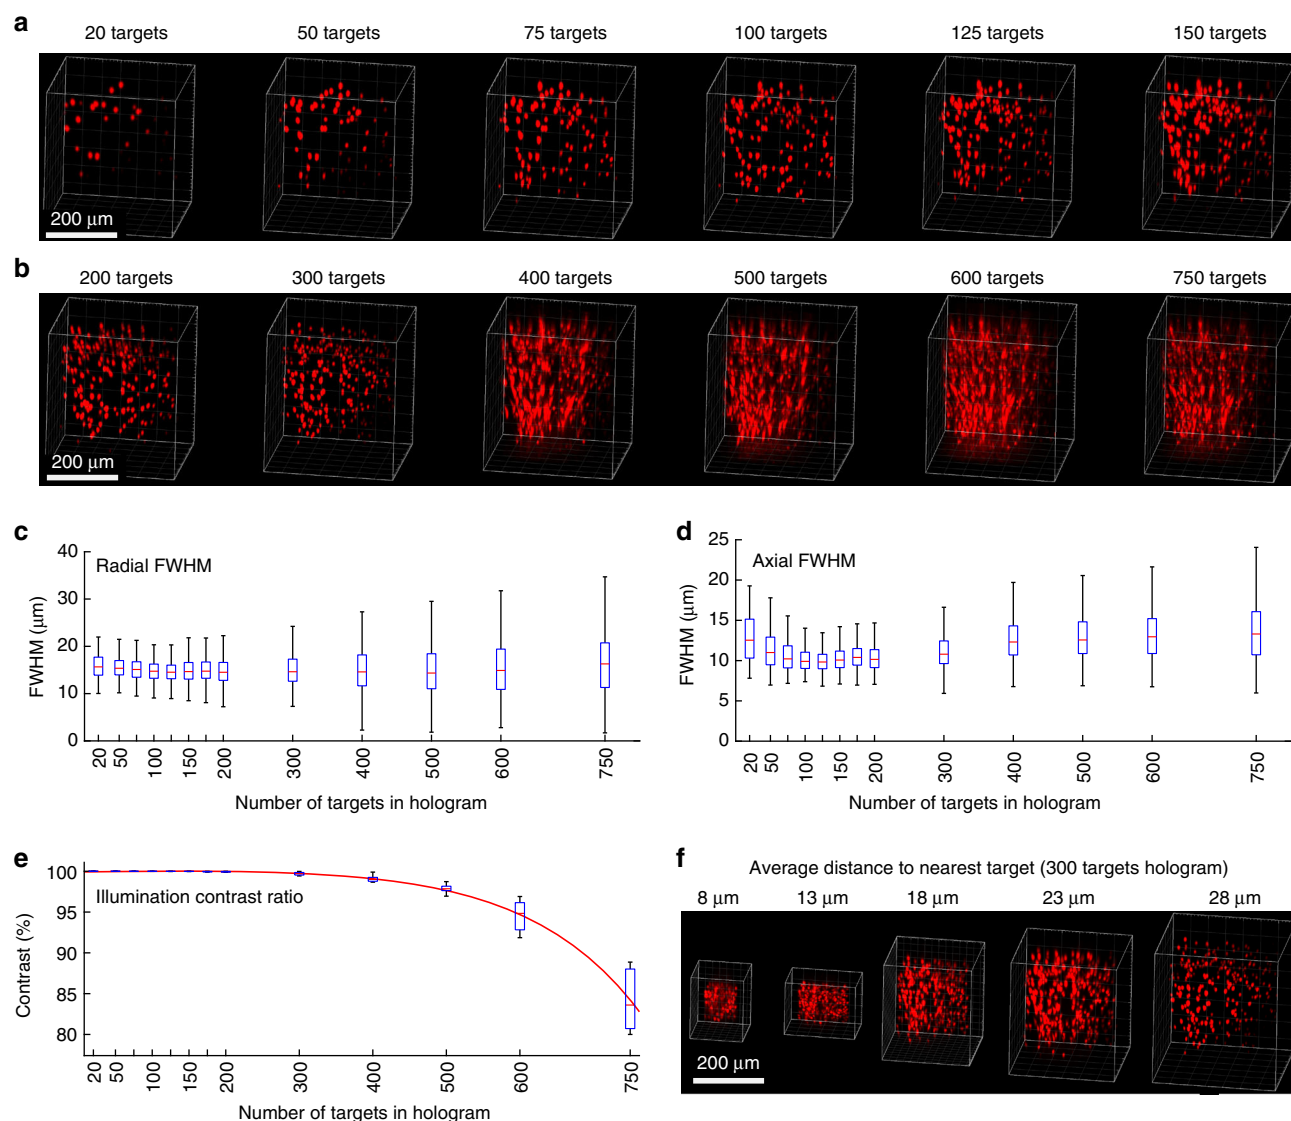 a
20 targets 50 targets 75 targets 100 targets 125 targets 150 targets
200 μm
b
200 targets 300 targets 400 targets 500 targets 600 targets 750 targets
200 μm
c
Radial FWHM
FWHM (μm)
40
30
20
10
0
20 50 100 150 200 300 400 500 600 750
Number of targets in hologram
d
Axial FWHM
FWHM (μm)
25
20
15
10
5
0
20 50 100 150 200 300 400 500 600 750
Number of targets in hologram
e
Illumination contrast ratio
Contrast (%)
100
95
90
85
80
20 50 100 150 200 300 400 500 600 750
Number of targets in hologram
f
Average distance to nearest target (300 targets hologram)
8 μm 13 μm 18 μm 23 μm 28 μm
200 μm